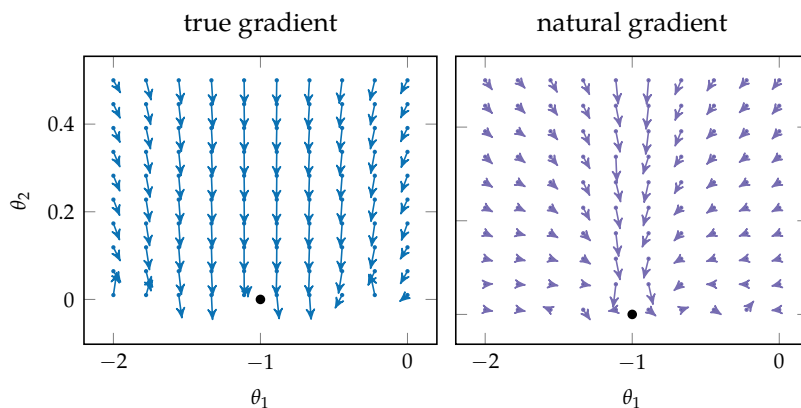 true gradient
natural gradient
0.4
0.2
0
θ2
−2
−1
0
−2
−1
0
θ1
θ1